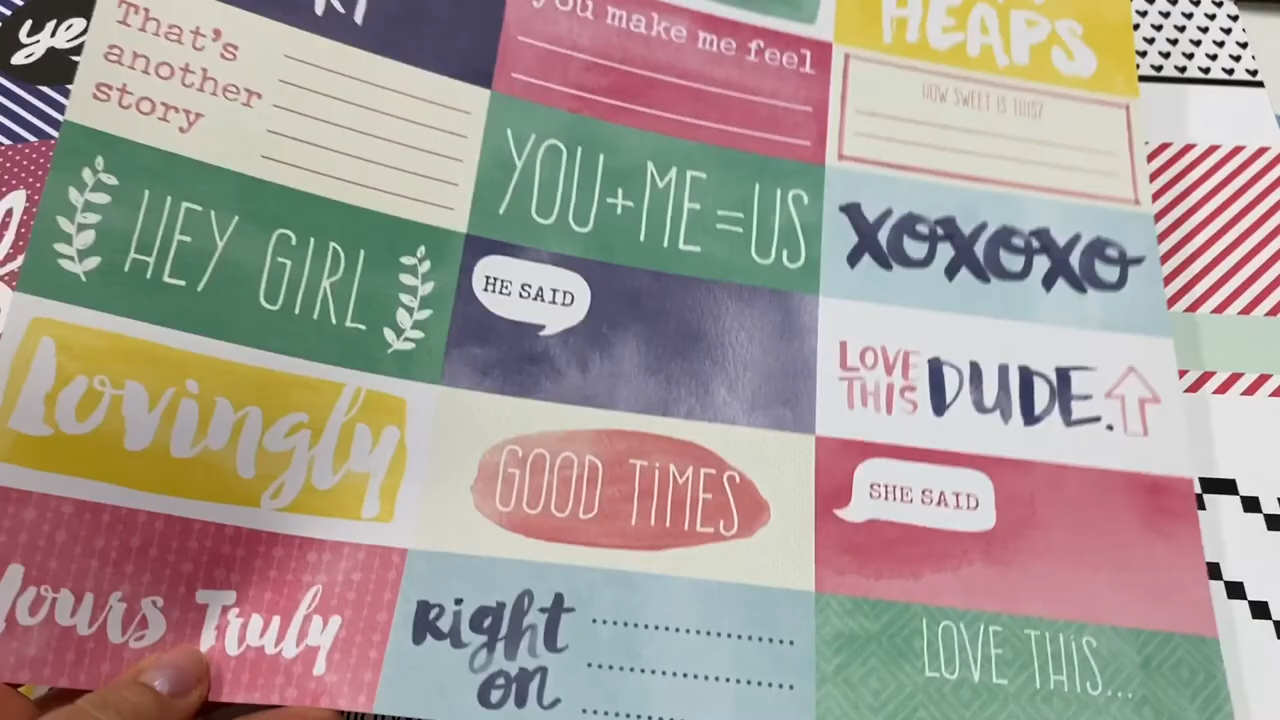 That's
another
story
you make me feel
HEAPS
HOW SWEET IS THIS?
HEY GIRL
YOU+ME=US
xoxoxo
HE SAID
LOVE
THIS DUDE.
Lovingly
GOOD TIMES
SHE SAID
Yours Truly
Right
on
LOVE THIS...